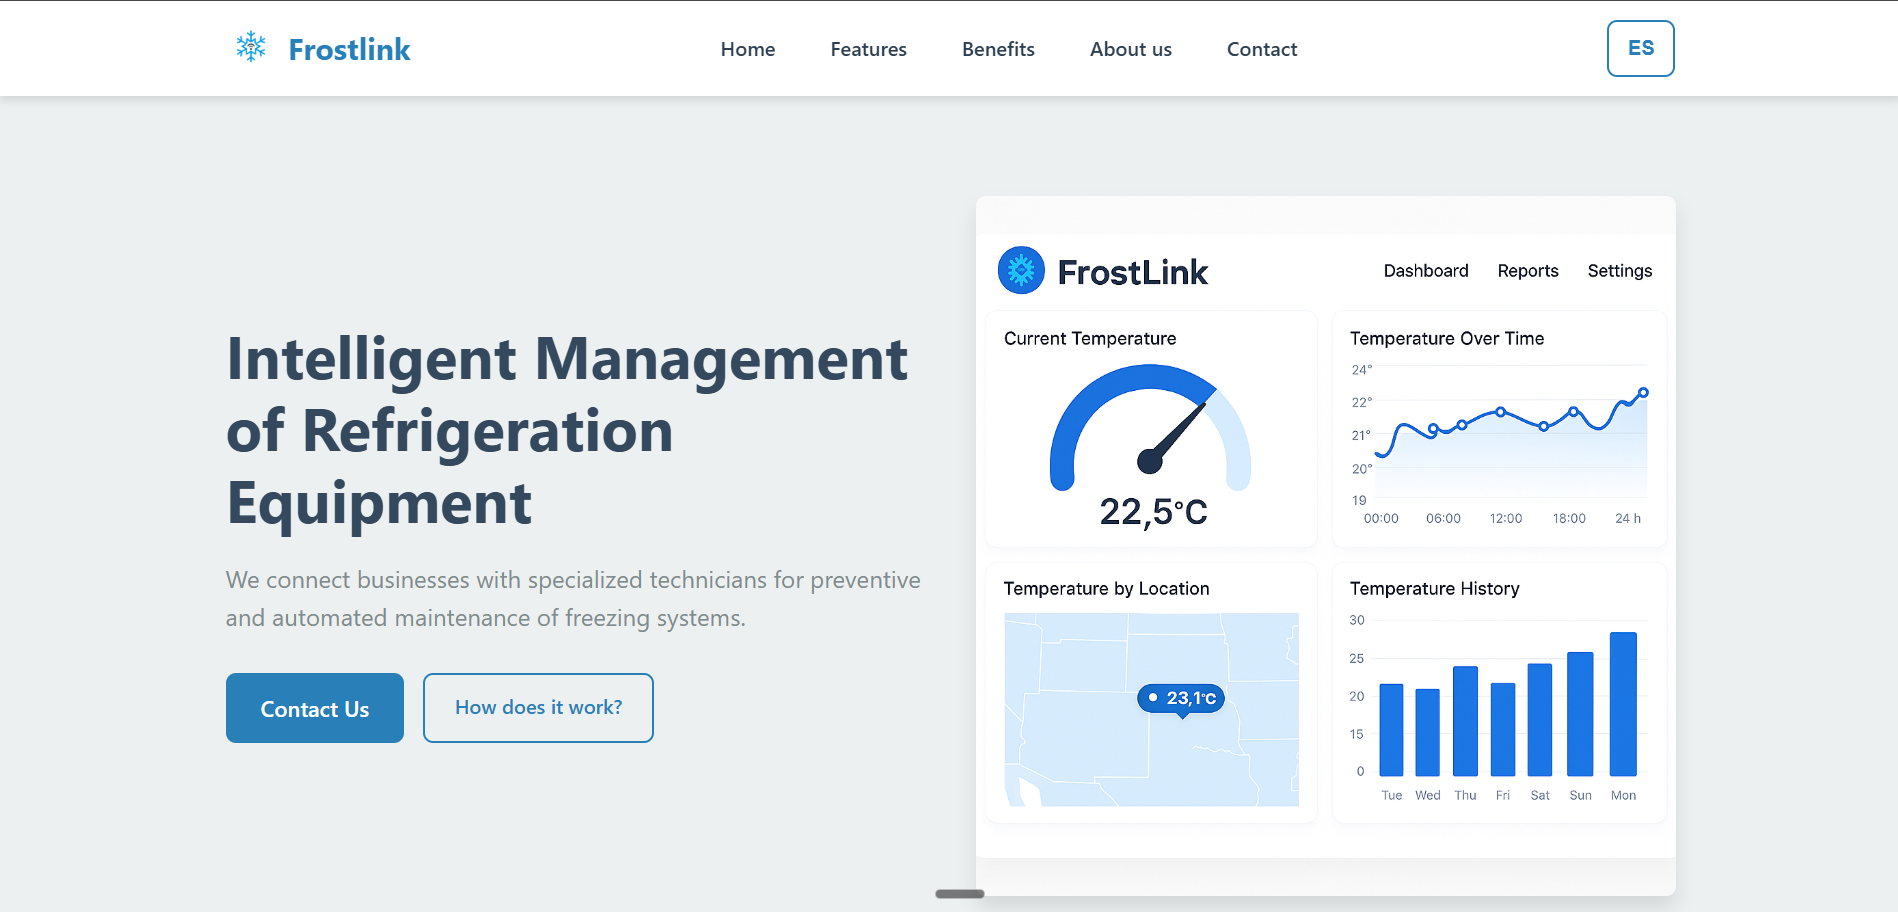 Frostlink
Home
Features
Benefits
About us
Contact
ES
Intelligent Management
of Refrigeration
Equipment
We connect businesses with specialized technicians for preventive
and automated maintenance of freezing systems.
Contact Us
How does it work?
FrostLink
Dashboard
Reports
Settings
Current Temperature
22,5°C
Temperature Over Time
24°
22°
21°
20°
19
00:00
06:00
12:00
18:00
24 h
Temperature by Location
23,1°C
Temperature History
30
25
20
15
0
Tue
Wed
Thu
Fri
Sat
Sun
Mon